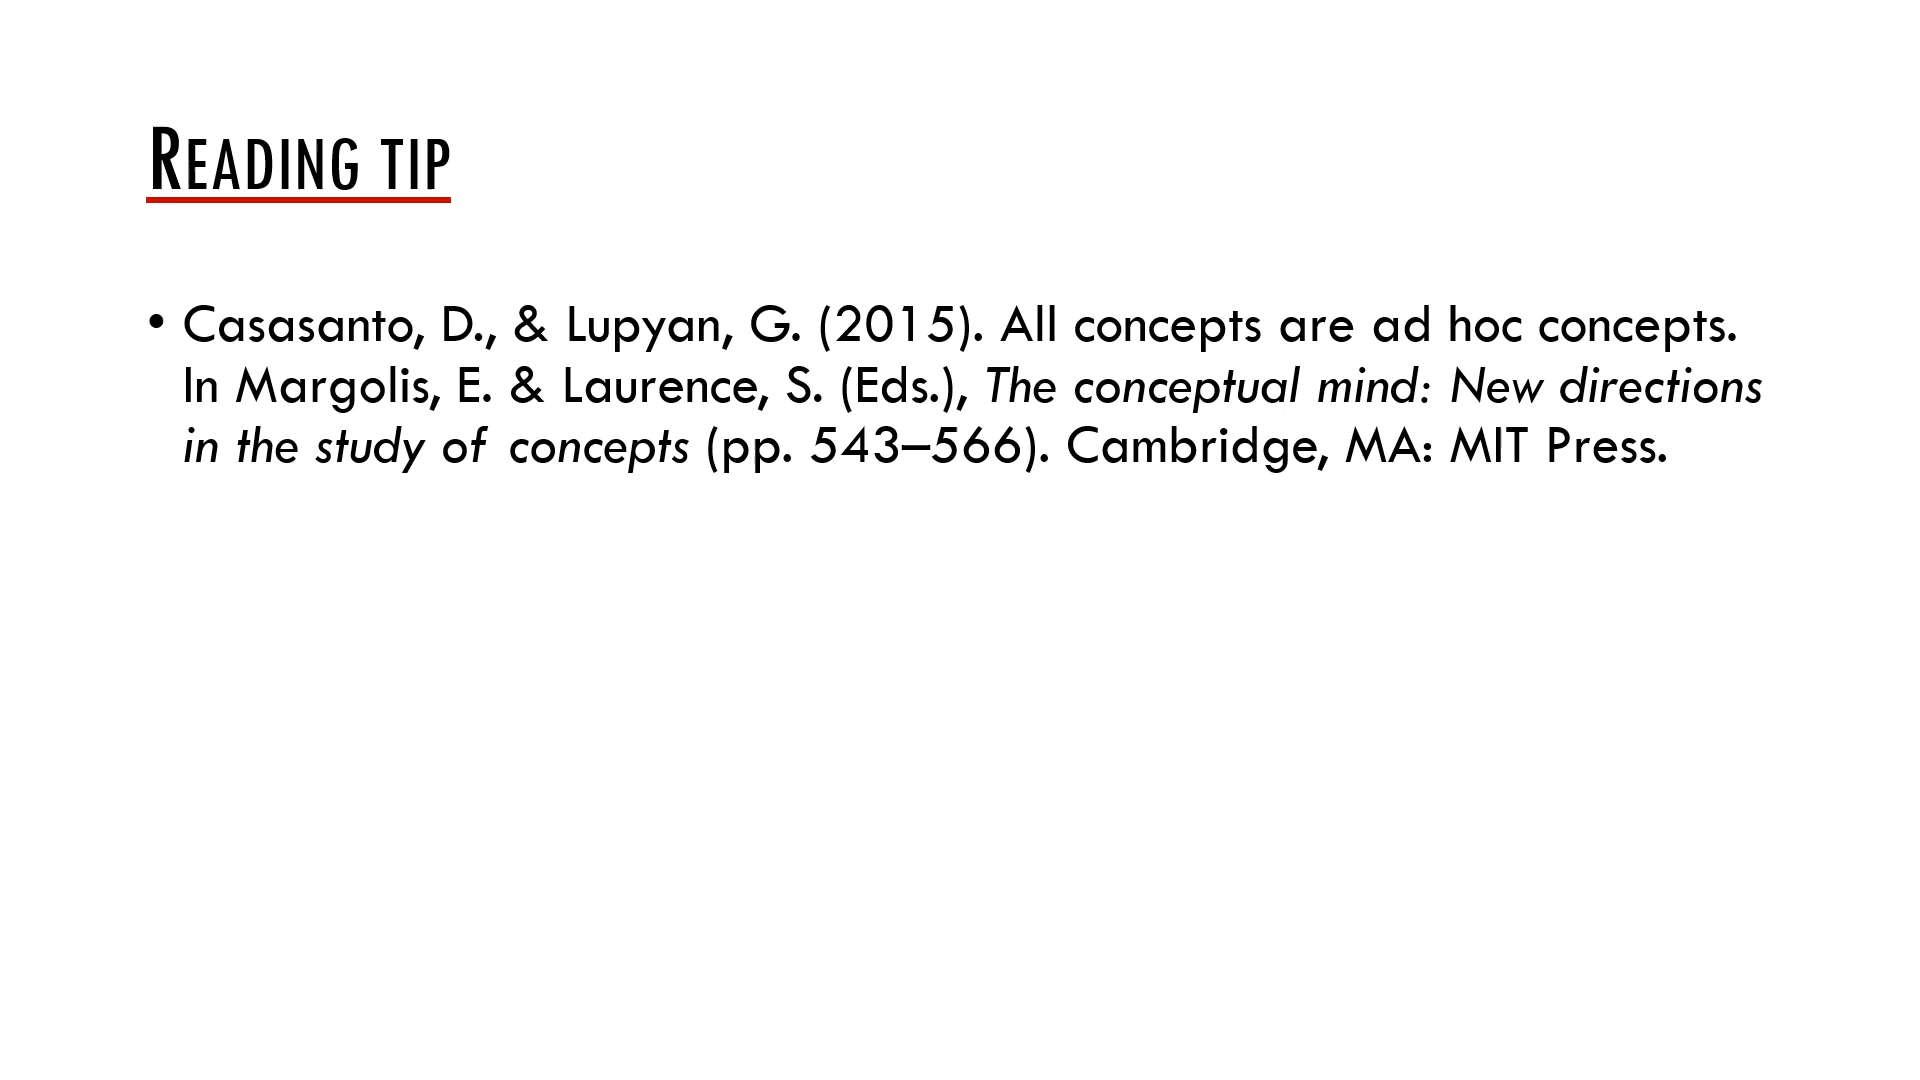 READING TIP
• Casasanto, D., & Lupyan, G. (2015). All concepts are ad hoc concepts.
In Margolis, E. & Laurence, S. (Eds.), The conceptual mind: New directions
in the study of concepts (pp. 543–566). Cambridge, MA: MIT Press.